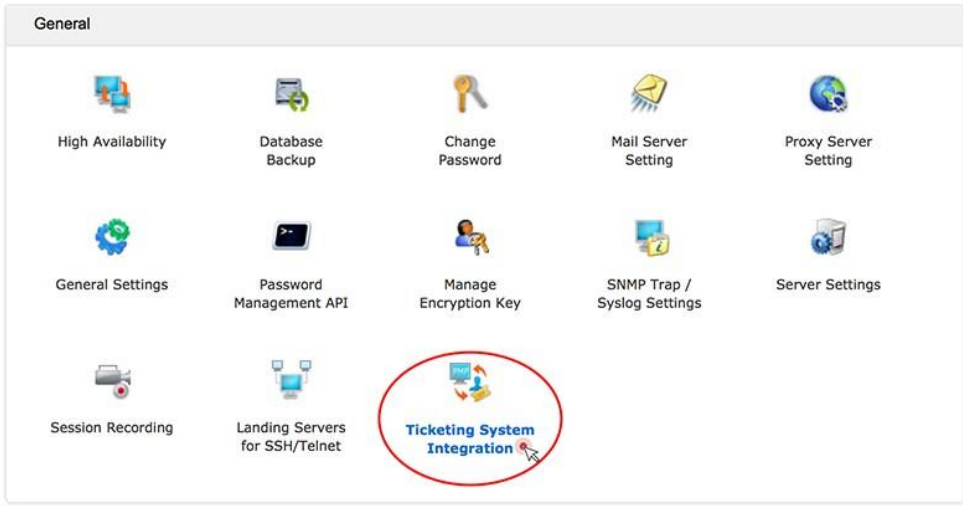 General
High Availability
Database
Backup
Change
Password
Mail Server
Setting
Proxy Server
Setting
General Settings
Password
Management API
Manage
Encryption Key
SNMP Trap /
Syslog Settings
Server Settings
Session Recording
Landing Servers
for SSH/Telnet
PMP
Ticketing System
Integration